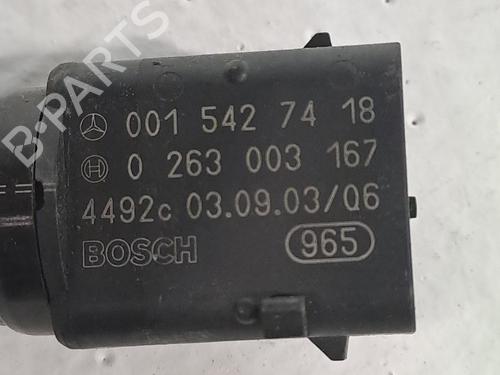 001 542 74 18
0 263 003 167
4492c 03.09.03/Q6
BOSCH 965
B-PARTS